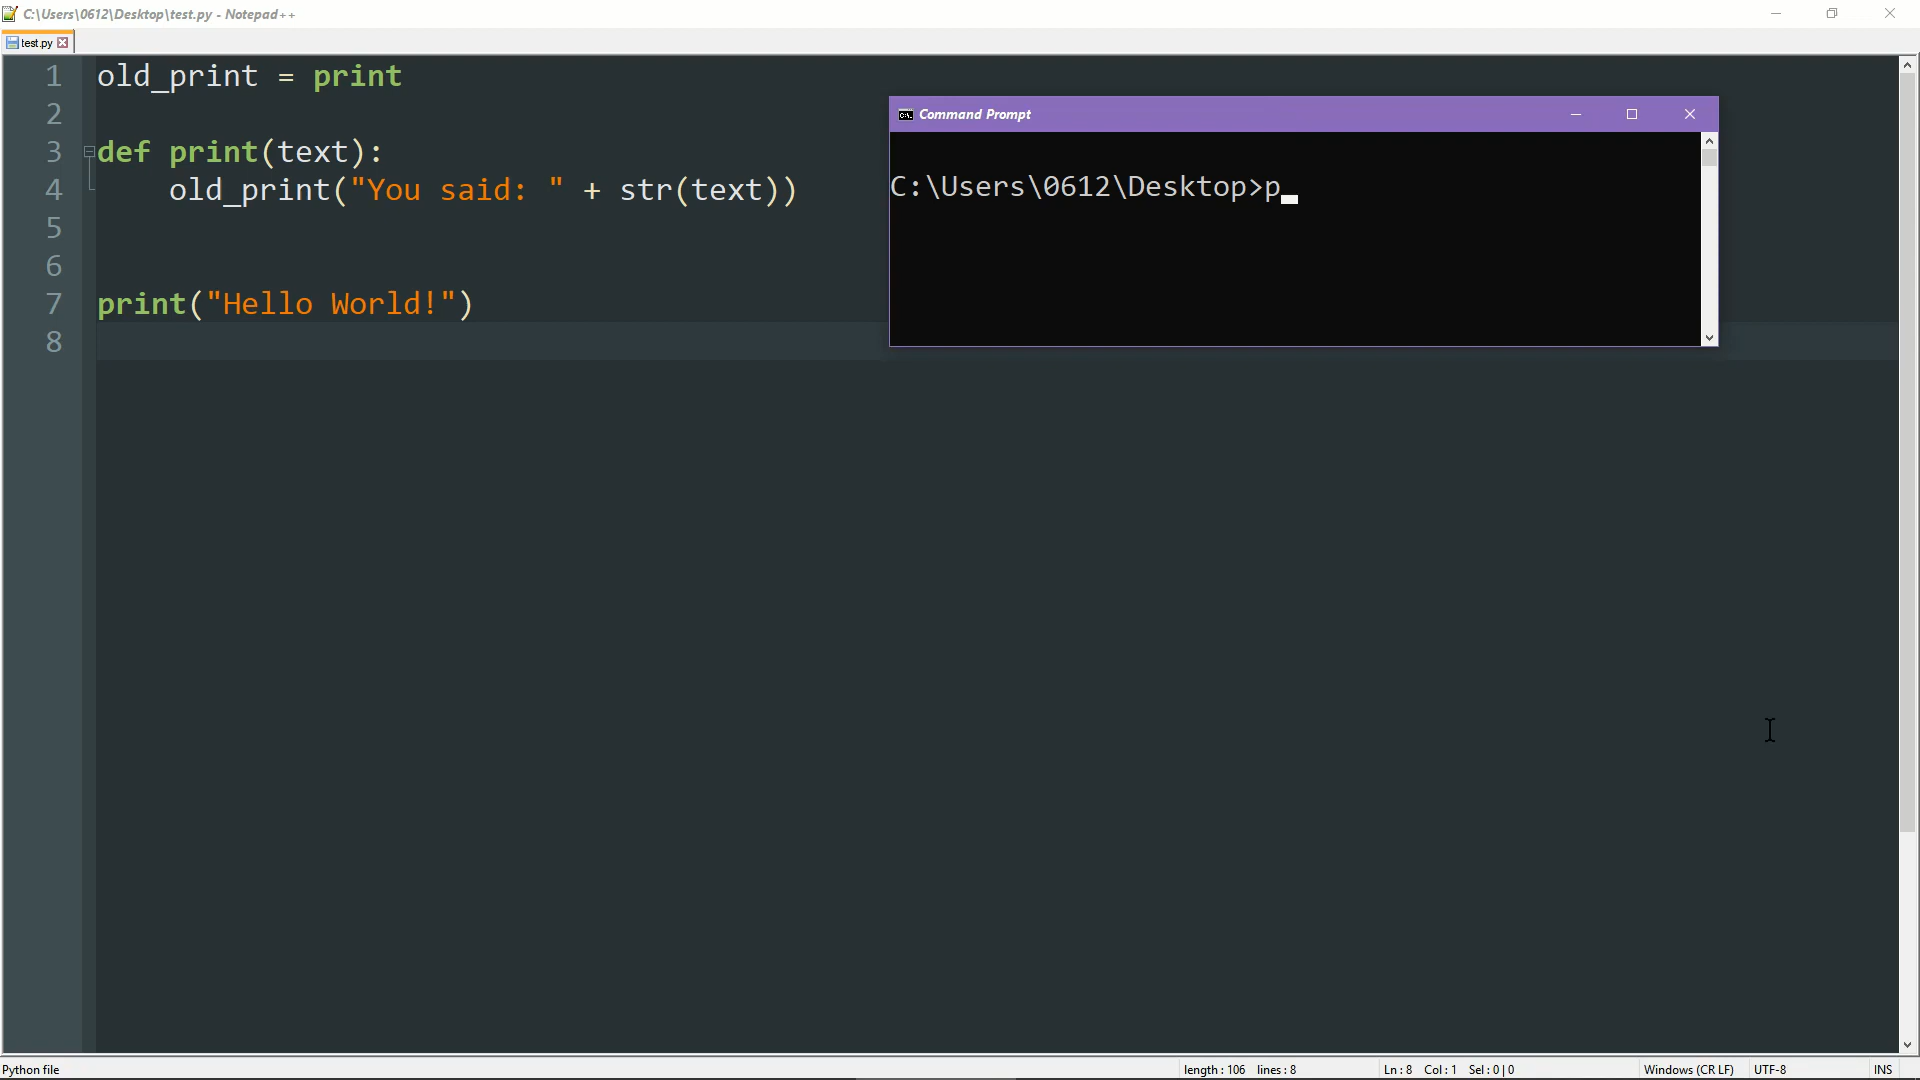 C:\Users\0612\Desktop\test.py - Notepad++
test.py
1 old_print = print
2
3 def print(text):
4     old_print("You said: " + str(text))
5
6
7 print("Hello World!")
8
Command Prompt
C:\Users\0612\Desktop>p_
Python file
length : 106 lines : 8
Ln : 8 Col : 1 Sel : 0 | 0
Windows (CR LF)
UTF-8
INS